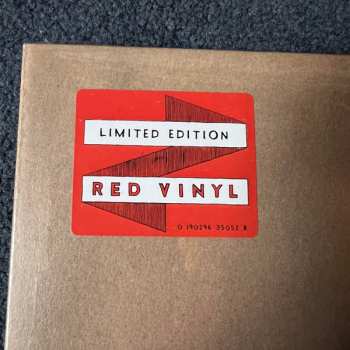 LIMITED EDITION
RED VINYL
0 190296 35052 8